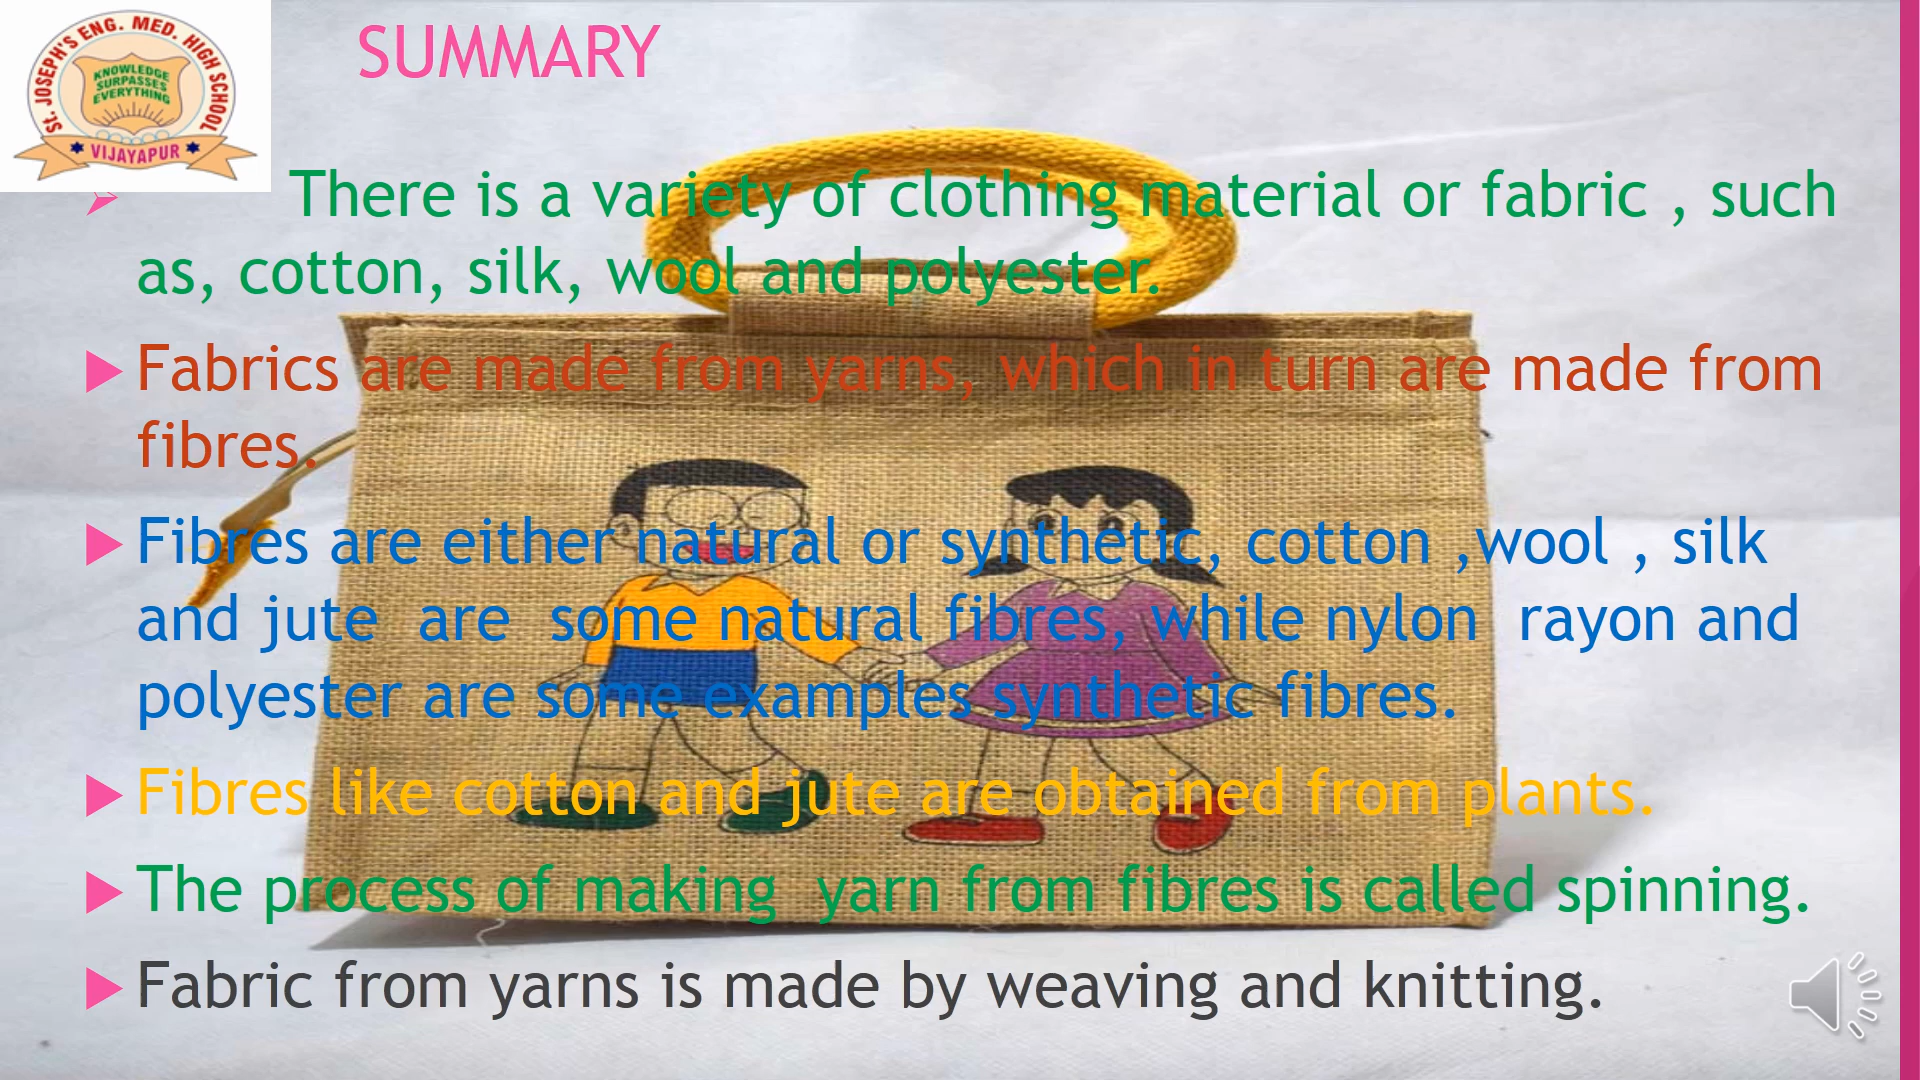 St. JOSEPH'S ENG. MED. HIGH SCHOOL
KNOWLEDGE
SURPASSES
EVERYTHING
VIJAYAPUR
SUMMARY
There is a variety of clothing material or fabric , such
as, cotton, silk, wool and polyester.
Fabrics are made from yarns, which in turn are made from
fibres.
Fibres are either natural or synthetic, cotton ,wool , silk
and jute are some natural fibres, while nylon rayon and
polyester are some examples synthetic fibres.
Fibres like cotton and jute are obtained from plants.
The process of making yarn from fibres is called spinning.
Fabric from yarns is made by weaving and knitting.